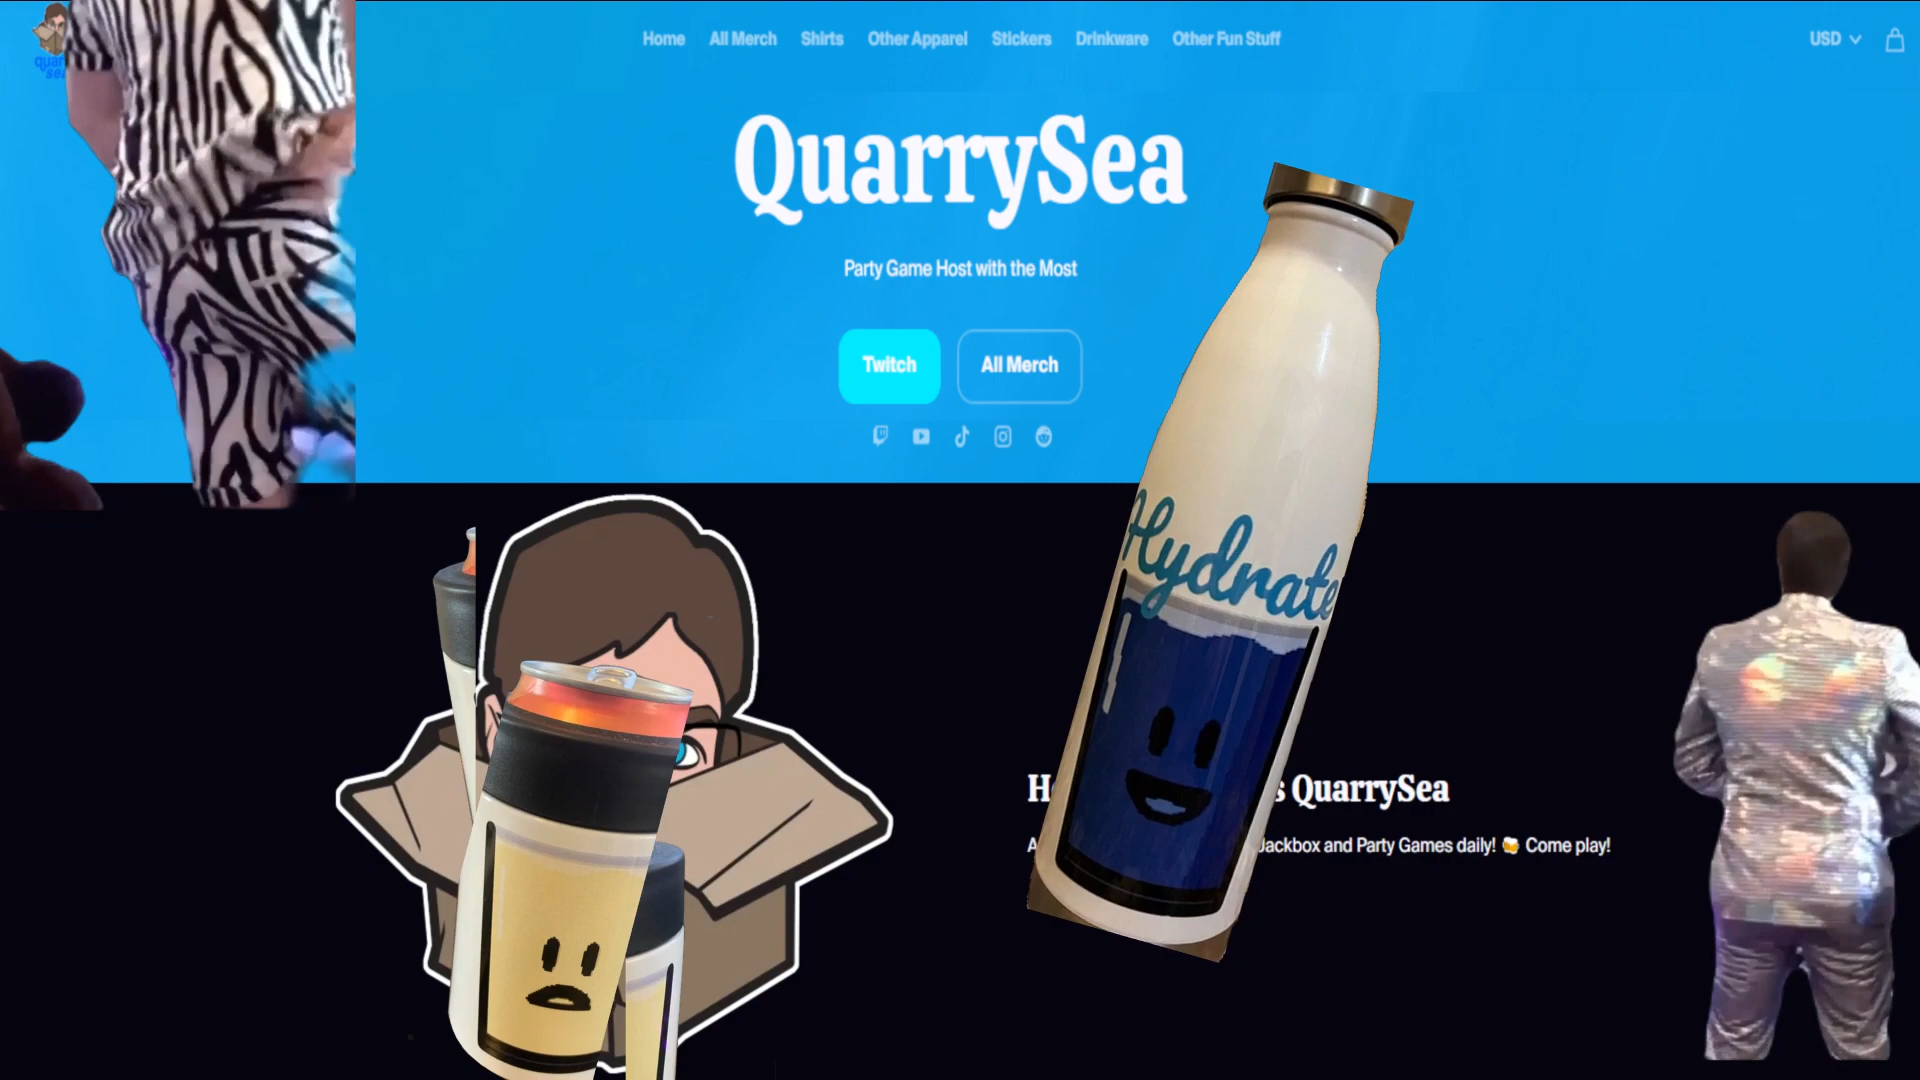 Home All Merch Shirts Other Apparel Stickers Drinkware Other Fun Stuff USD
QuarrySea
Party Game Host with the Most
Twitch All Merch
Hydrate
QuarrySea
Jackbox and Party Games daily! 🍻 Come play!